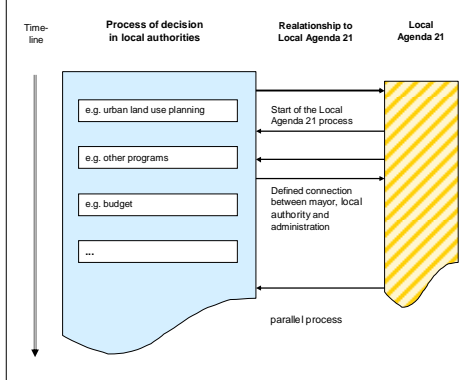 Time-
line
Process of decision
in local authorities
Realationship to
Local Agenda 21
Local
Agenda 21
e.g. urban land use planning
Start of the Local
Agenda 21 process
e.g. other programs
Defined connection
between mayor, local
authority and
administration
e.g. budget
...
parallel process